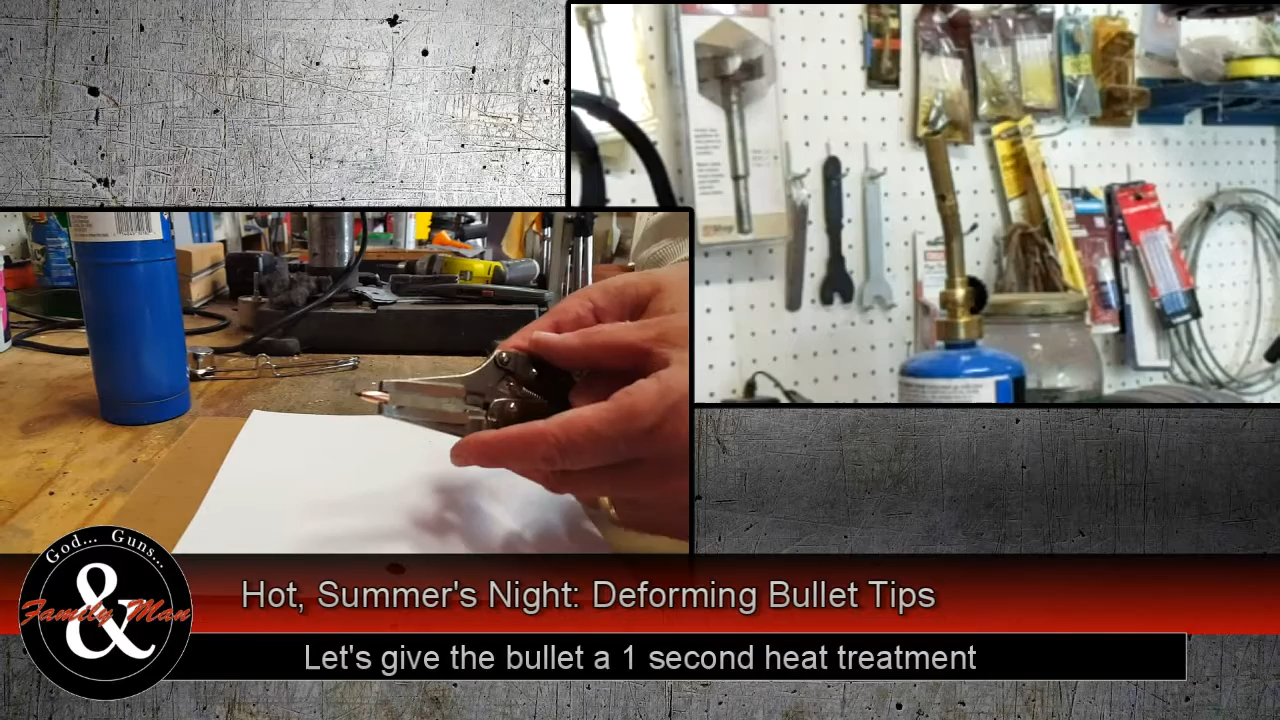 God... Guns...
&
Family Man
Hot, Summer's Night: Deforming Bullet Tips
Let's give the bullet a 1 second heat treatment